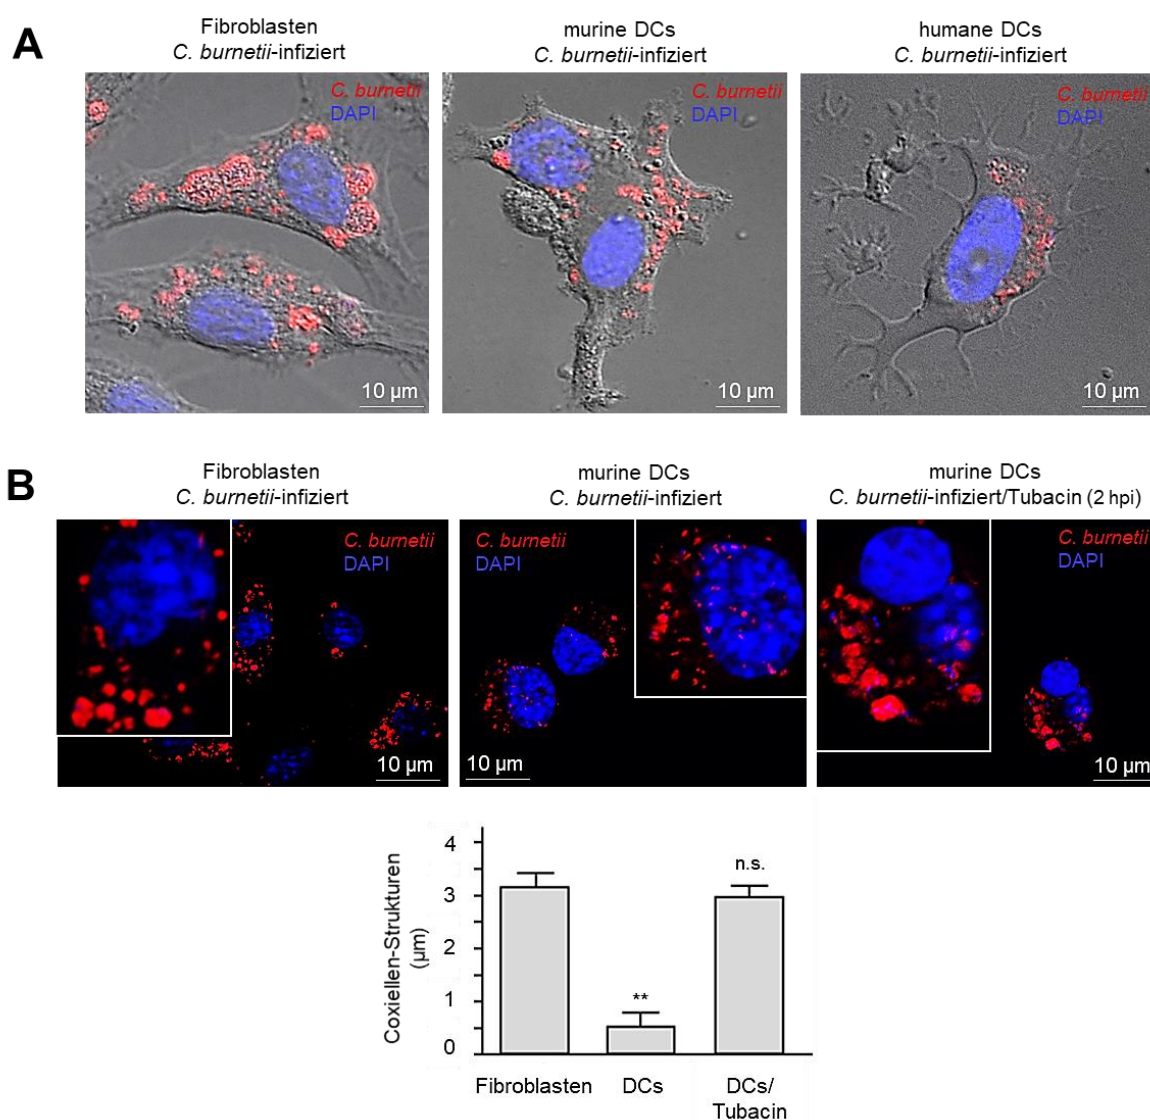 A
Fibroblasten
C. burnetii-infiziert
murine DCs
C. burnetii-infiziert
humane DCs
C. burnetii-infiziert
C. burnetii
DAPI
10 µm
C. burnetii
DAPI
10 µm
C. burnetii
DAPI
10 µm
B
Fibroblasten
C. burnetii-infiziert
murine DCs
C. burnetii-infiziert
murine DCs
C. burnetii-infiziert/Tubacin (2 hpi)
C. burnetii
DAPI
10 µm
C. burnetii
DAPI
10 µm
C. burnetii
DAPI
10 µm
Coxiellen-Strukturen
(µm)
4
3
2
1
0
**
n.s.
Fibroblasten
DCs
DCs/
Tubacin